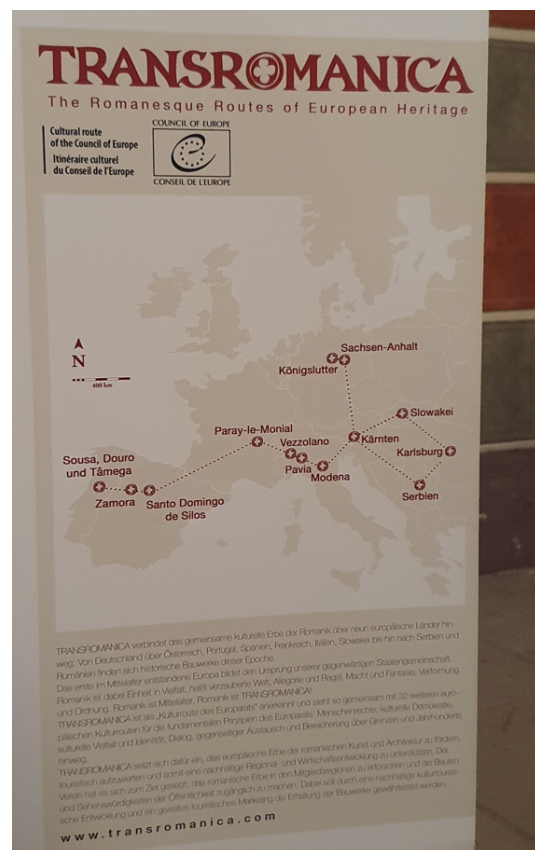 TRANSROMANICA
The Romanesque Routes of European Heritage
Cultural route
of the Council of Europe
Itinéraire culturel
du Conseil de l'Europe
COUNCIL OF EUROPE
CONSEIL DE L'EUROPE
N
400 km
Sachsen-Anhalt
Königslutter
Slowakei
Paray-le-Monial
Kärnten
Vezzolano
Karlsburg
Sousa, Douro
und Tâmega
Pavia
Modena
Serbien
Zamora
Santo Domingo
de Silos
TRANSROMANICA verbindet das gemeinsame kulturelle Erbe der Romanik über neun europäische Länder hin-
weg: Von Deutschland über Österreich, Portugal, Spanien, Frankreich, Italien, Slowakei bis hin nach Serbien und
Rumänien finden sich historische Bauwerke dieser Epoche.
Das erste im Mittelalter entstandene Europa bildet den Ursprung unserer gegenwärtigen Staatengemeinschaft.
Romanik ist dabei Einheit in Vielfalt, heißt verzauberte Welt, Allegorie und Regel, Macht und Fantasie, Verformung
und Ordnung. Romanik ist Mittelalter, Romanik ist TRANSROMANICA!
TRANSROMANICA ist als „Kulturroute des Europarats“ anerkannt und steht so gemeinsam mit 32 weiteren euro-
päischen Kulturrouten für die fundamentalen Prinzipien des Europarats: Menschenrechte, kulturelle Demokratie,
kulturelle Vielfalt und Identität, Dialog, gegenseitiger Austausch und Bereicherung über Grenzen und Jahrhunderte
hinweg.
TRANSROMANICA setzt sich dafür ein, das europäische Erbe der romanischen Kunst und Architektur zu fördern,
touristisch aufzuwerten und somit eine nachhaltige Regional- und Wirtschaftsentwicklung zu unterstützen. Der
Verein hat es sich zum Ziel gesetzt, das romanische Erbe in den Mitgliedsregionen zu erforschen und die Bauten
und Sehenswürdigkeiten der Öffentlichkeit zugänglich zu machen. Dabei soll durch eine nachhaltige kulturtouristi-
sche Entwicklung und ein gezieltes touristisches Marketing die Erhaltung der Bauwerke gewährleistet werden.
www.transromanica.com